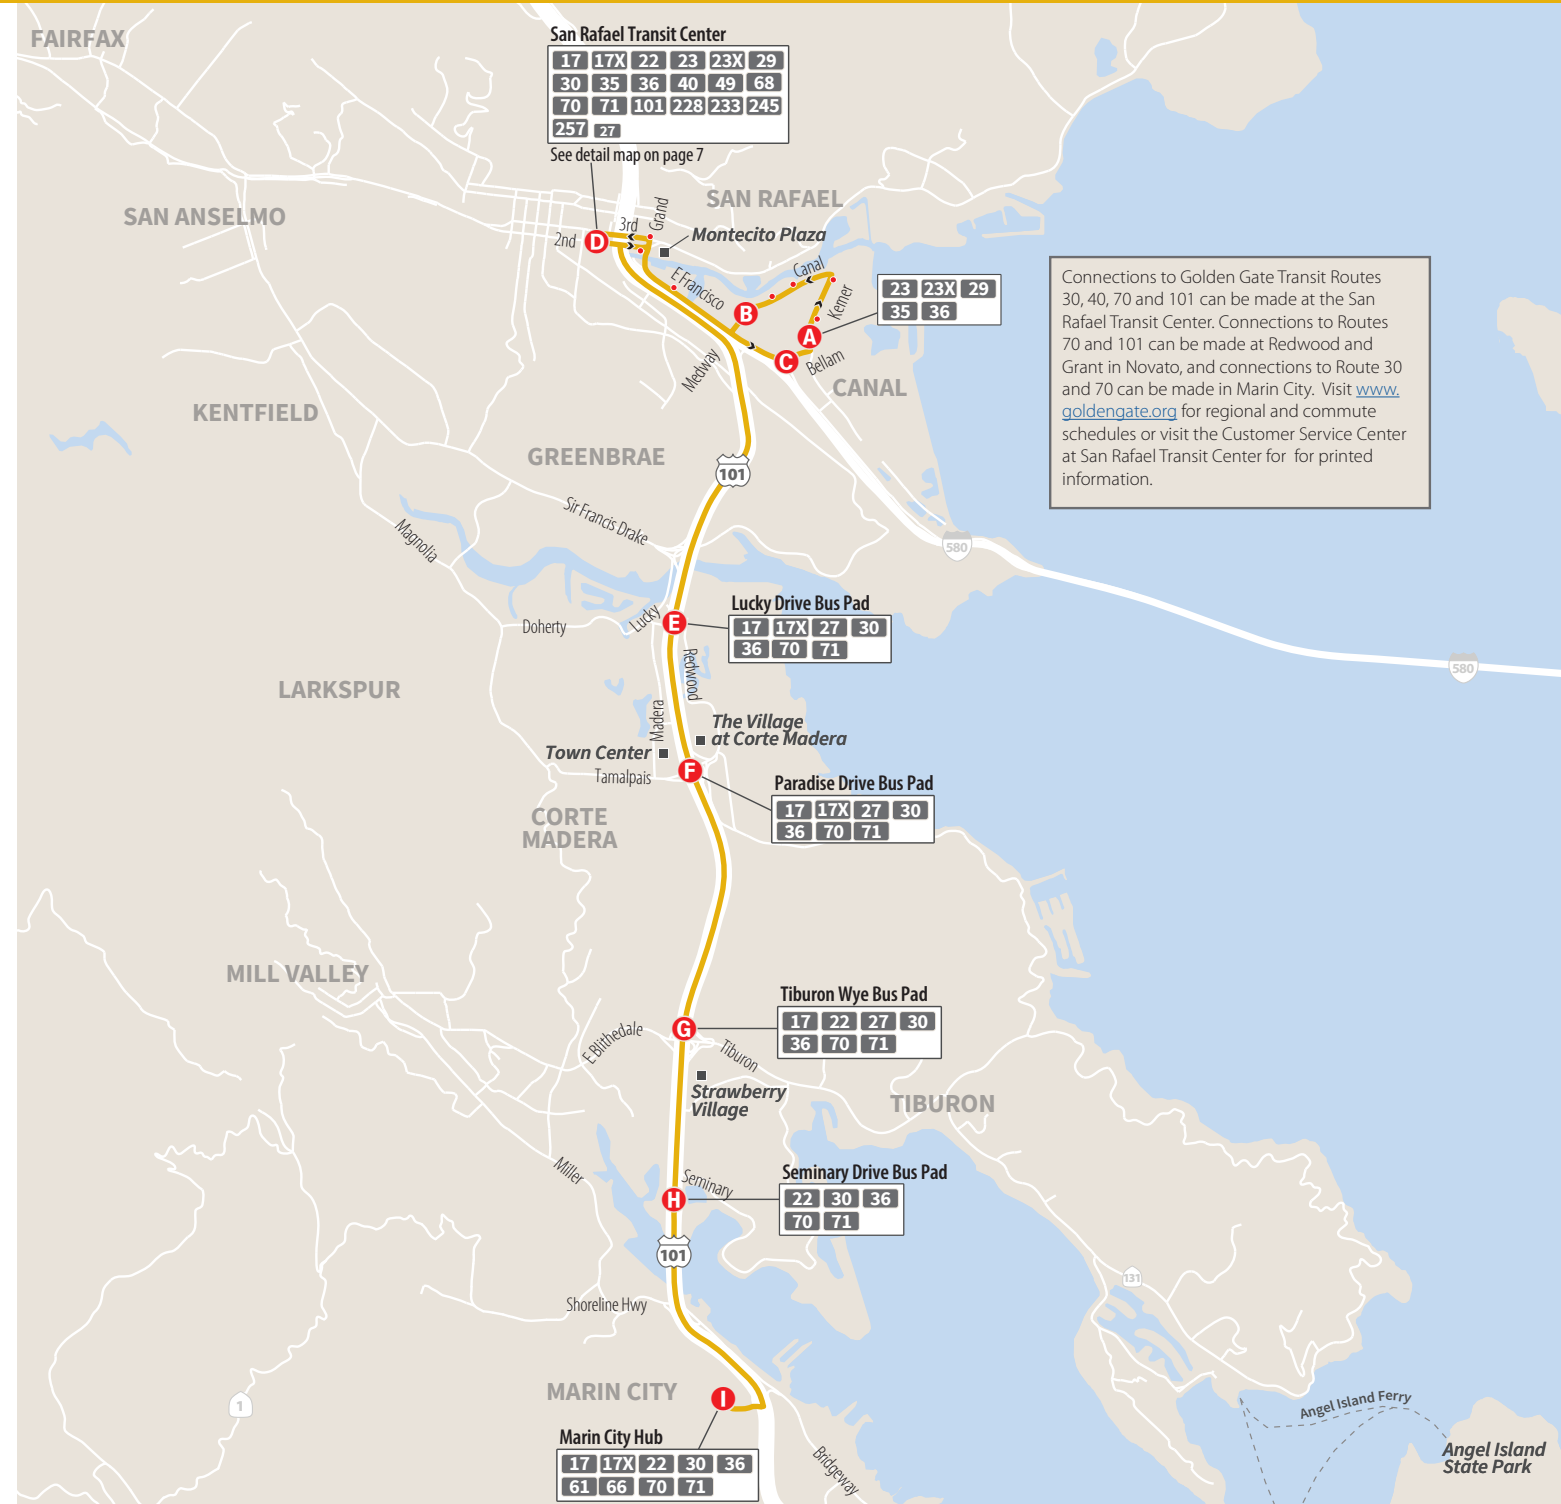 FAIRFAX
San Rafael Transit Center
17 17X 22 23 23X 29
30 35 36 40 49 68
70 71 101 228 233 245
257 27
See detail map on page 7
SAN ANSELMO
SAN RAFAEL
Grand
3rd
2nd
D
Montecito Plaza
Canal
E Francisco
Kerner
23 23X 29
35 36
B
A
C
Bellam
Medway
CANAL
Connections to Golden Gate Transit Routes
30, 40, 70 and 101 can be made at the San
Rafael Transit Center. Connections to Routes
70 and 101 can be made at Redwood and
Grant in Novato, and connections to Route 30
and 70 can be made in Marin City. Visit www.
goldengate.org for regional and commute
schedules or visit the Customer Service Center
at San Rafael Transit Center for for printed
information.
KENTFIELD
GREENBRAE
101
Sir Francis Drake
Magnolia
580
Lucky Drive Bus Pad
17 17X 27 30
36 70 71
E
Lucky
Doherty
Redwood
580
LARKSPUR
Madera
The Village
at Corte Madera
Town Center
F
Tamalpais
Paradise Drive Bus Pad
17 17X 27 30
36 70 71
CORTE
MADERA
MILL VALLEY
Tiburon Wye Bus Pad
17 22 27 30
36 70 71
G
E Blithedale
Tiburon
Strawberry
Village
TIBURON
Miller
Seminary
Seminary Drive Bus Pad
22 30 36
70 71
H
101
131
Shoreline Hwy
MARIN CITY
I
1
Angel Island Ferry
Marin City Hub
17 17X 22 30 36
61 66 70 71
Bridgeway
Angel Island
State Park